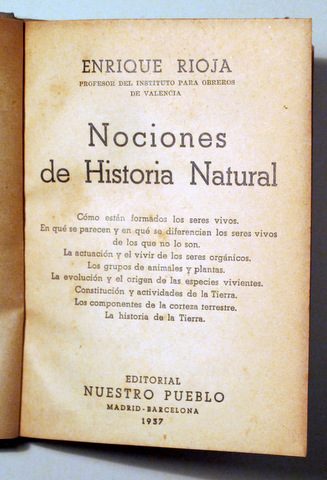 ENRIQUE RIOJA
PROFESOR DEL INSTITUTO PARA OBREROS
DE VALENCIA
Nociones
de Historia Natural
Cómo están formados los seres vivos.
En qué se parecen y en qué se diferencian los seres vivos
de los que no lo son.
La actuación y el vivir de los seres orgánicos.
Los grupos de animales y plantas.
La evolución y el origen de las especies vivientes.
Constitución y actividades de la Tierra.
Los componentes de la corteza terrestre.
La historia de la Tierra.
EDITORIAL
NUESTRO PUEBLO
MADRID-BARCELONA
1937